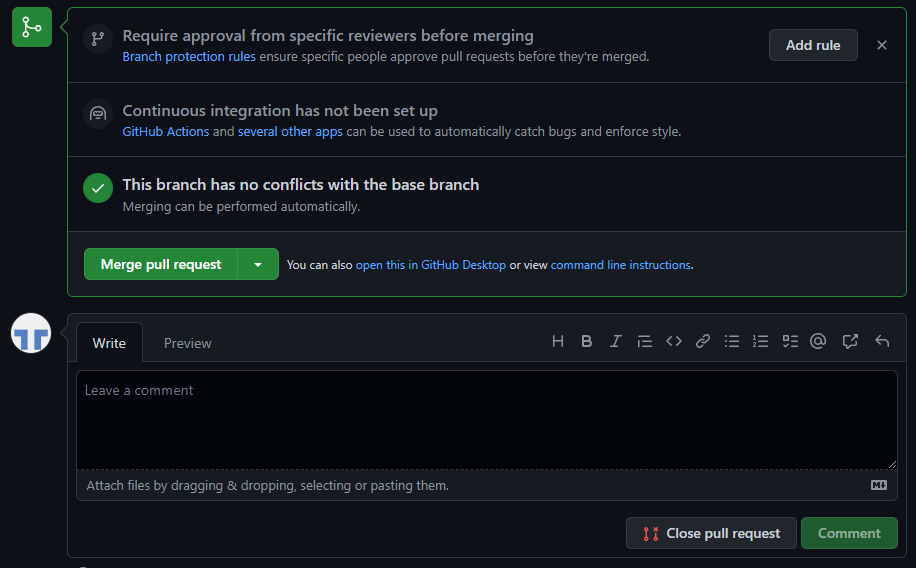 Require approval from specific reviewers before merging
Add rule
Branch protection rules ensure specific people approve pull requests before they're merged.
Continuous integration has not been set up
GitHub Actions and several other apps can be used to automatically catch bugs and enforce style.
This branch has no conflicts with the base branch
Merging can be performed automatically.
Merge pull request
You can also open this in GitHub Desktop or view command line instructions.
Write
Preview
Leave a comment
Attach files by dragging & dropping, selecting or pasting them.
Close pull request
Comment